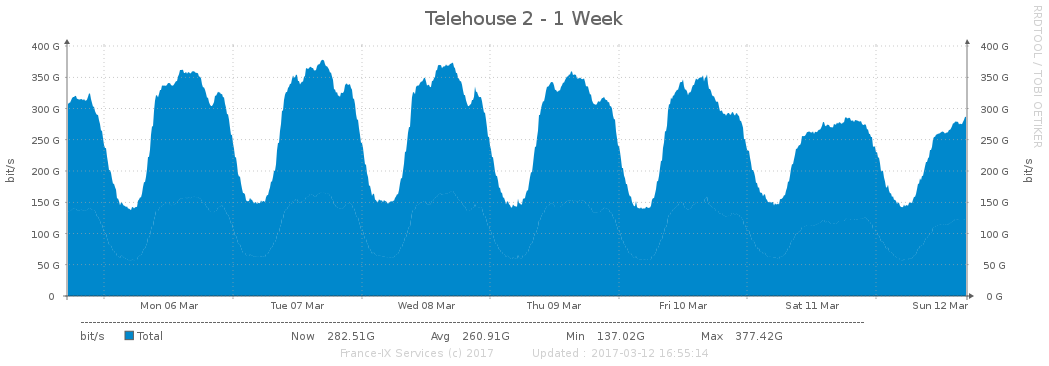 Telehouse 2 - 1 Week
RRDTOOL / TOBI OETIKER
400 G 400 G
350 G 350 G
300 G 300 G
250 G 250 G
200 G 200 G
150 G 150 G
100 G 100 G
50 G 50 G
0 0 G
bit/s
bit/s
Mon 06 Mar Tue 07 Mar Wed 08 Mar Thu 09 Mar Fri 10 Mar Sat 11 Mar Sun 12 Mar
bit/s Total Now 282.51G Avg 260.91G Min 137.02G Max 377.42G
France-IX Services (c) 2017 Updated : 2017-03-12 16:55:14